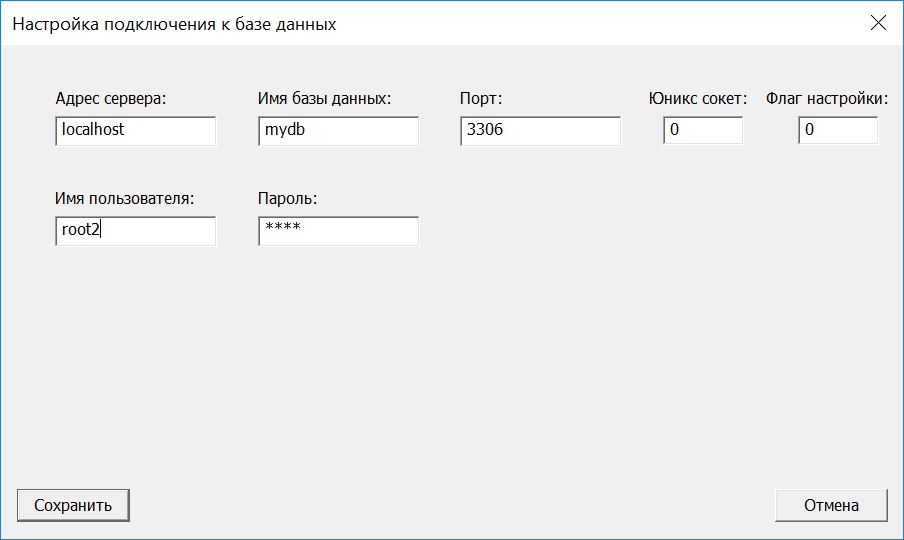 Настройка подключения к базе данных
Адрес сервера: Имя базы данных: Порт: Юникс сокет: Флаг настройки:
localhost mydb 3306 0 0
Имя пользователя: Пароль:
root2 ****
Сохранить Отмена